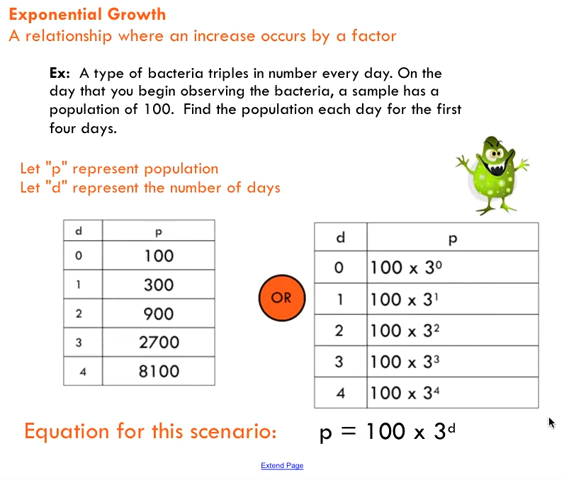 Exponential Growth
A relationship where an increase occurs by a factor
Ex: A type of bacteria triples in number every day. On the
day that you begin observing the bacteria, a sample has a
population of 100. Find the population each day for the first
four days.
Let "p" represent population
Let "d" represent the number of days
d p
0 100
1 300
2 900
3 2700
4 8100
OR
d p
0 100 x 3⁰
1 100 x 3¹
2 100 x 3²
3 100 x 3³
4 100 x 3⁴
Equation for this scenario: p = 100 x 3ᵈ
Extend Page